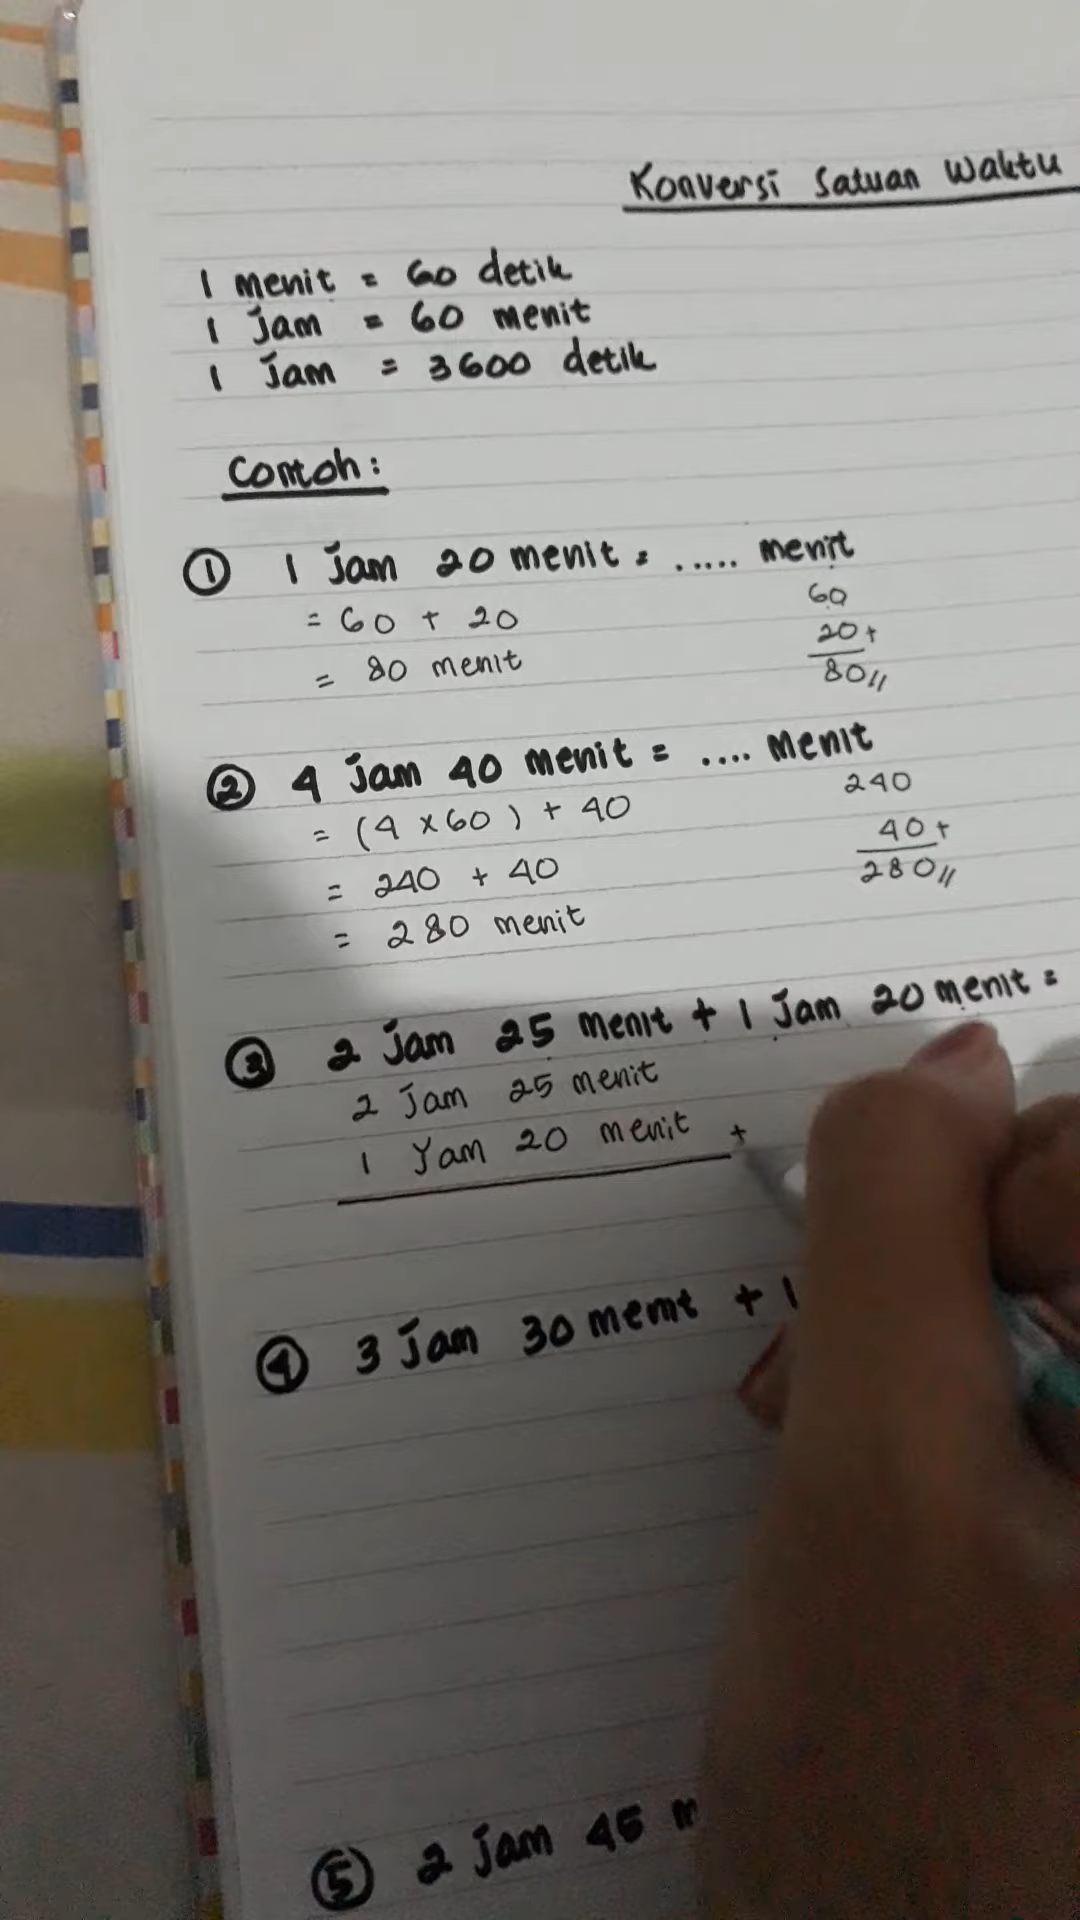 Konversi Satuan Waktu
1 menit = 60 detik
1 Jam = 60 menit
1 Jam = 3600 detik
Contoh:
① 1 Jam 20 menit = ..... menit
= 60 + 20
60
= 80 menit
20 +
80 //
② 4 Jam 40 menit = .... menit
= (4 x 60) + 40
240
= 240 + 40
40 +
= 280 menit
280 //
③ 2 Jam 25 menit + 1 Jam 20 menit =
2 Jam 25 menit
1 Jam 20 menit +
④ 3 Jam 30 menit + 1
⑤ 2 Jam 45 m